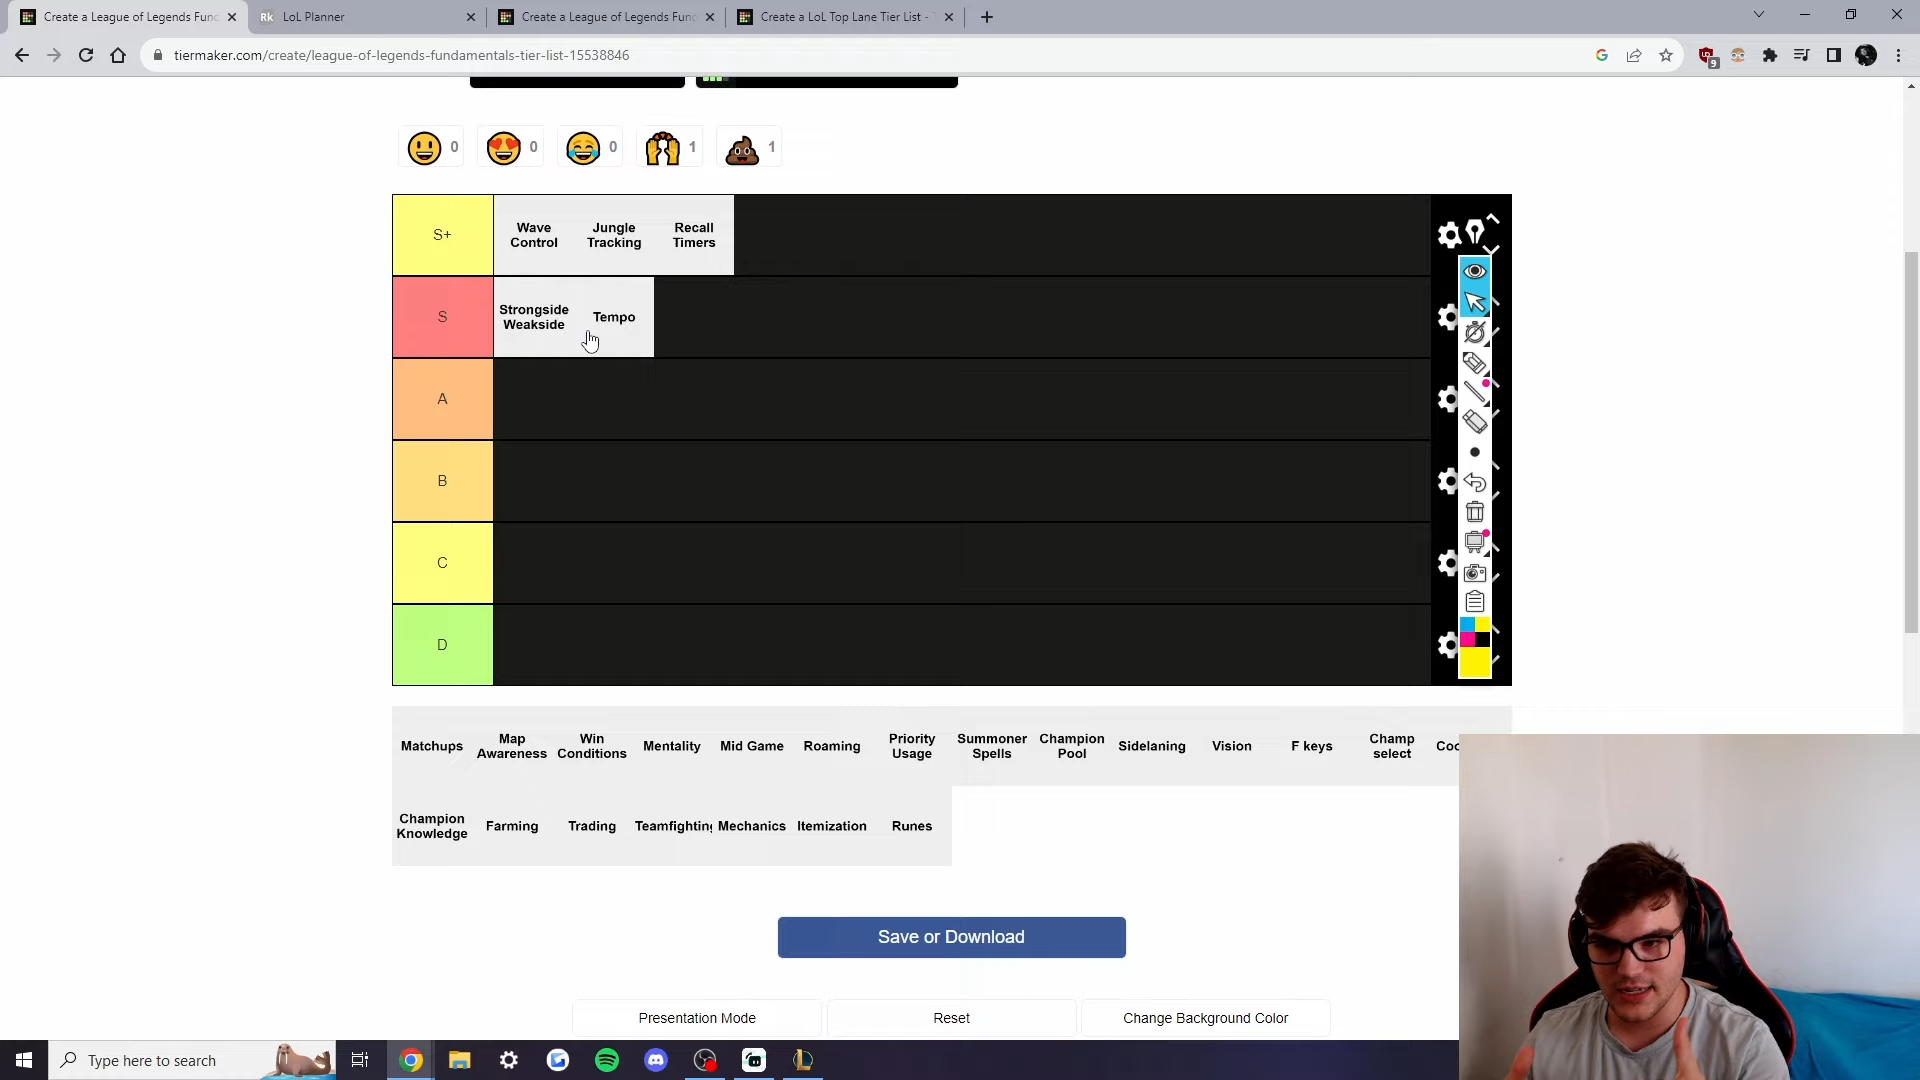 Create a League of Legends Func
LoL Planner
Create a League of Legends Func
Create a LoL Top Lane Tier List -
tiermaker.com/create/league-of-legends-fundamentals-tier-list-15538846
9
0
0
0
1
1
S+
Wave Control
Jungle Tracking
Recall Timers
S
Strongside Weakside
Tempo
A
B
C
D
Matchups
Map Awareness
Win Conditions
Mentality
Mid Game
Roaming
Priority Usage
Summoner Spells
Champion Pool
Sidelaning
Vision
F keys
Champ select
Champion Knowledge
Farming
Trading
Teamfighting
Mechanics
Itemization
Runes
Save or Download
Presentation Mode
Reset
Change Background Color
Type here to search